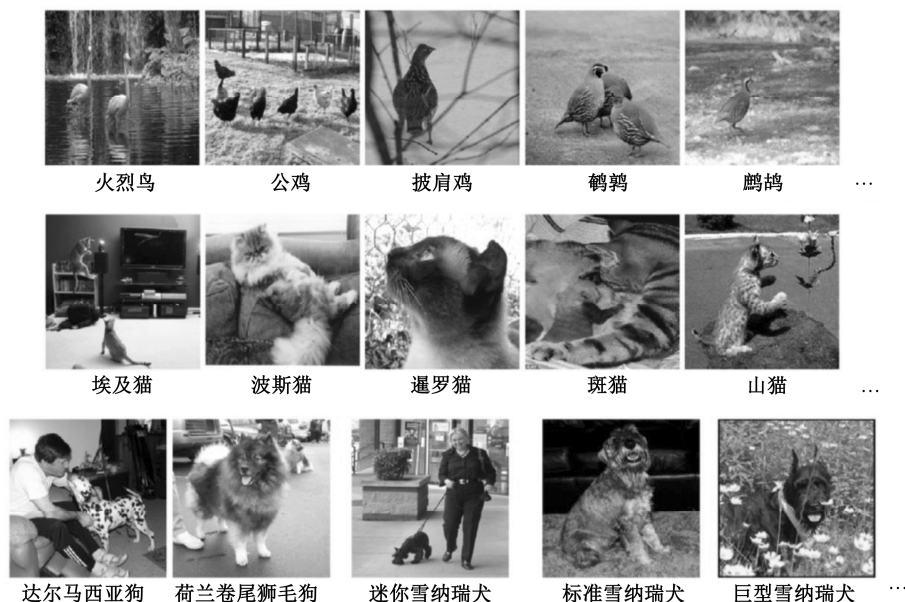 火烈鸟 公鸡 披肩鸡 鹌鹑 鹧鸪 …
埃及猫 波斯猫 暹罗猫 斑猫 山猫 …
达尔马西亚狗 荷兰卷尾狮毛狗 迷你雪纳瑞犬 标准雪纳瑞犬 巨型雪纳瑞犬 …